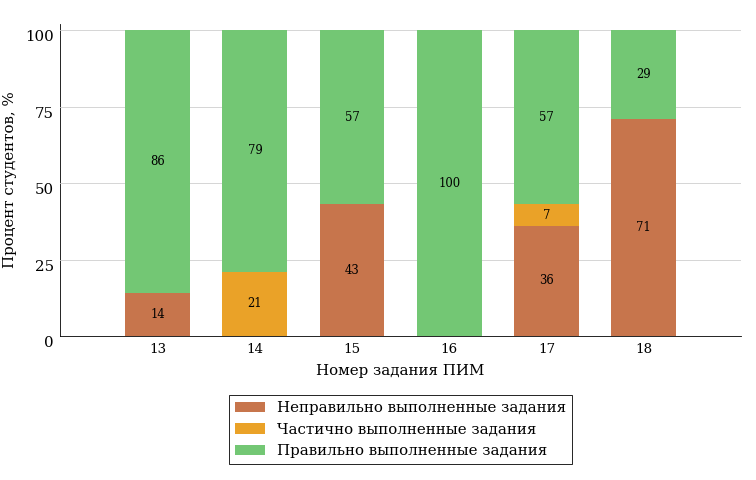 Процент студентов, %
100
75
50
25
0
86
14
79
21
57
43
100
57
7
36
29
71
13 14 15 16 17 18
Номер задания ПИМ
Неправильно выполненные задания
Частично выполненные задания
Правильно выполненные задания